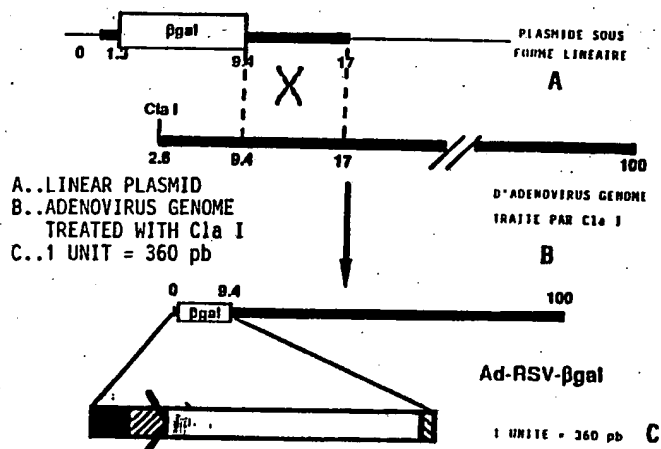 βgal
PLASMIDE SOUS
FORME LINEAIRE
0 1.3 9.4 17
A
Cla I
2.6 9.4 17 100
A..LINEAR PLASMID
B..ADENOVIRUS GENOME
TREATED WITH Cla I
C..1 UNIT = 360 pb
D'ADENOVIRUS GENOME
TRAITE PAR Cla I
B
0 9.4 100
βgal
Ad-RSV-βgal
1 UNITE = 360 pb C